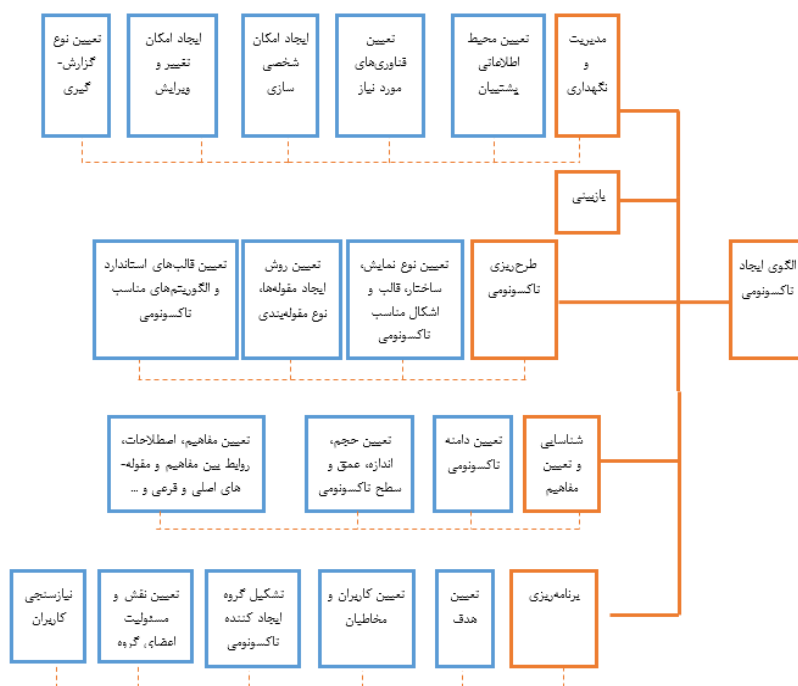 مدیریت
و
نگهداری
تعیین محیط
اطلاعاتی
پشتیبان
تعیین
فناوری‌های
مورد نیاز
ایجاد امکان
شخصی
سازی
ایجاد امکان
تغییر و
ویرایش
تعیین نوع
گزارش-
گیری
بازبینی
الگوی ایجاد
تاکسونومی
طرح‌ریزی
تاکسونومی
تعیین نوع نمایش،
ساختار، قالب و
اشکال مناسب
تاکسونومی
تعیین روش
ایجاد مقوله‌ها،
نوع مقوله‌بندی
تعیین قالب‌های استاندارد
و الگوریتم‌های مناسب
تاکسونومی
شناسایی
و تعیین
مفاهیم
تعیین دامنه
تاکسونومی
تعیین حجم،
اندازه، عمق و
سطح تاکسونومی
تعیین مفاهیم، اصطلاحات،
روابط بین مفاهیم و مقوله-
های اصلی و فرعی و ...
برنامه‌ریزی
تعیین
هدف
تعیین کاربران و
مخاطبان
تشکیل گروه
ایجاد کننده
تاکسونومی
تعیین نقش و
مسئولیت
اعضای گروه
نیازسنجی
کاربران